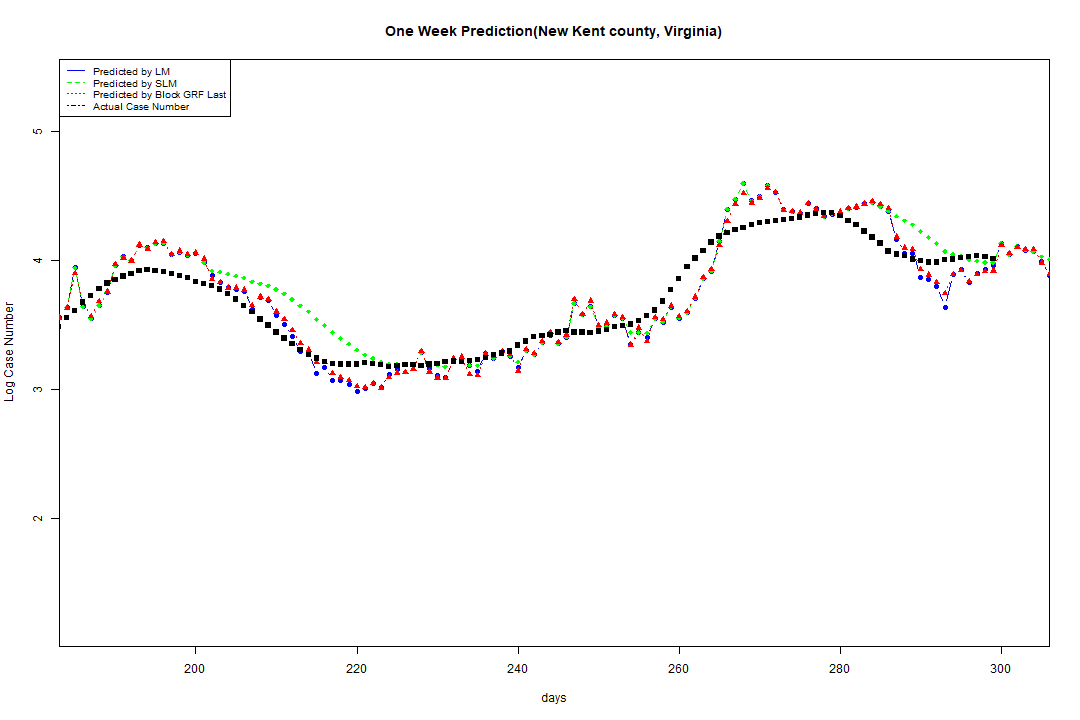 One Week Prediction(New Kent county, Virginia)
Predicted by LM
Predicted by SLM
Predicted by Block GRF Last
Actual Case Number
5
4
3
2
Log Case Number
200 220 240 260 280 300
days